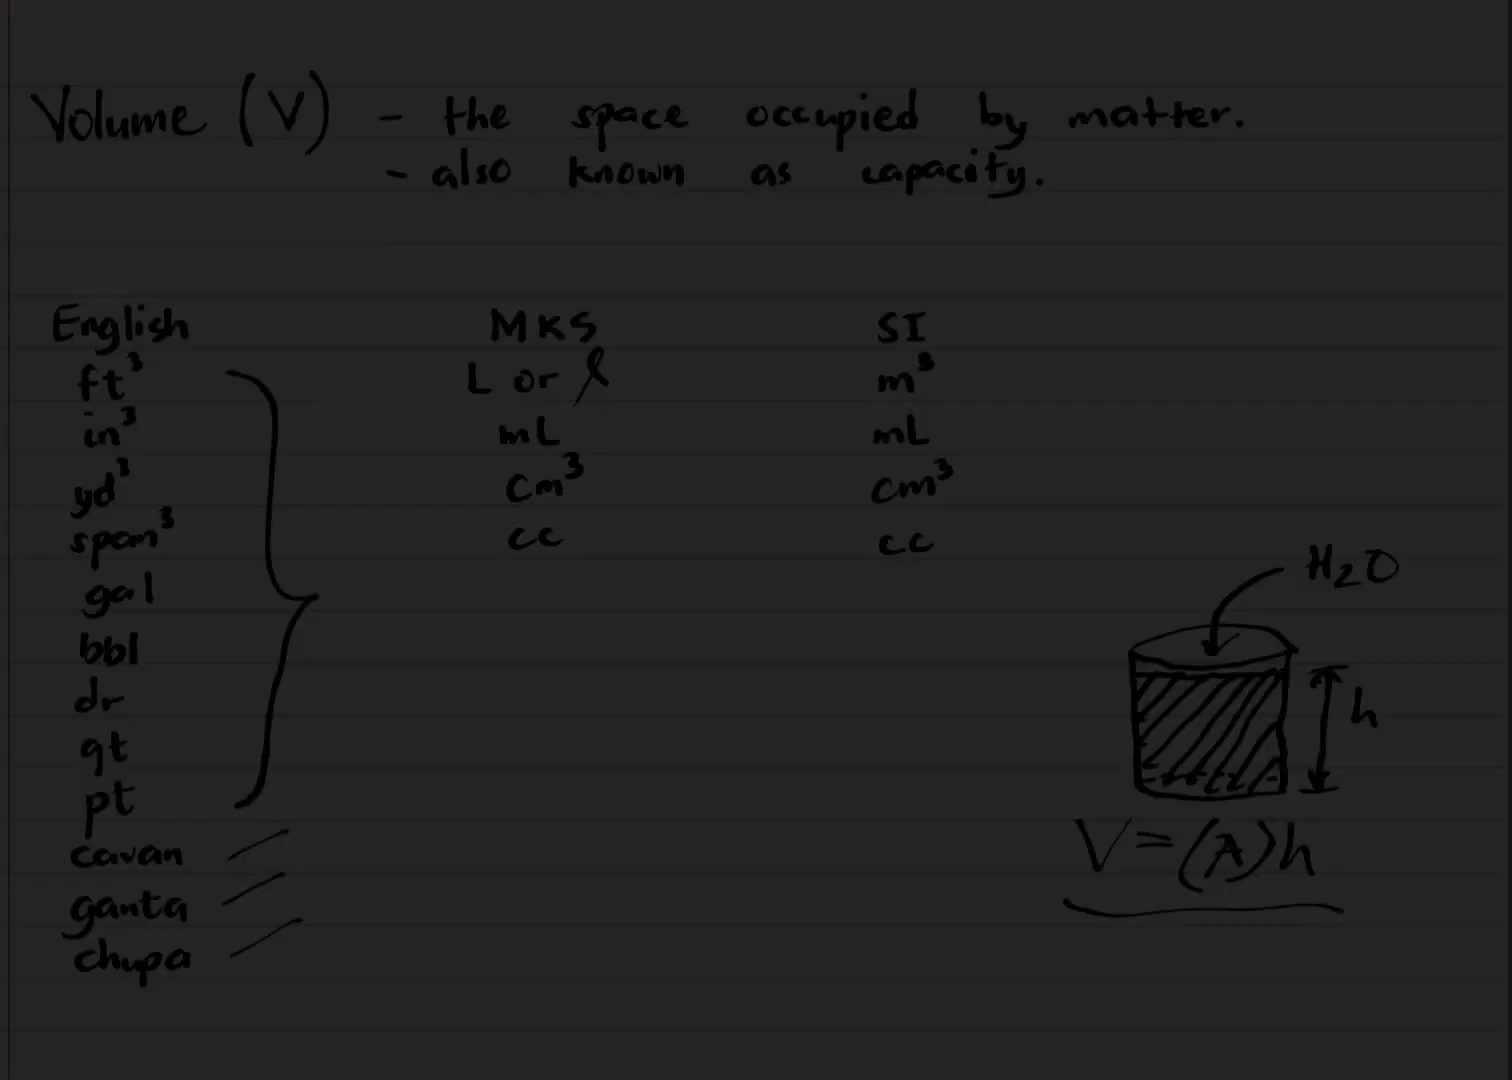 Volume (V) - the space occupied by matter.
- also known as capacity.
English MKS SI
ft³ L or ℓ m³
in³ mL mL
yd³ cm³ cm³
span³ cc cc
gal
bbl
dr
qt
pt
cavan
ganta
chupa
H₂O
h
V = (A)h